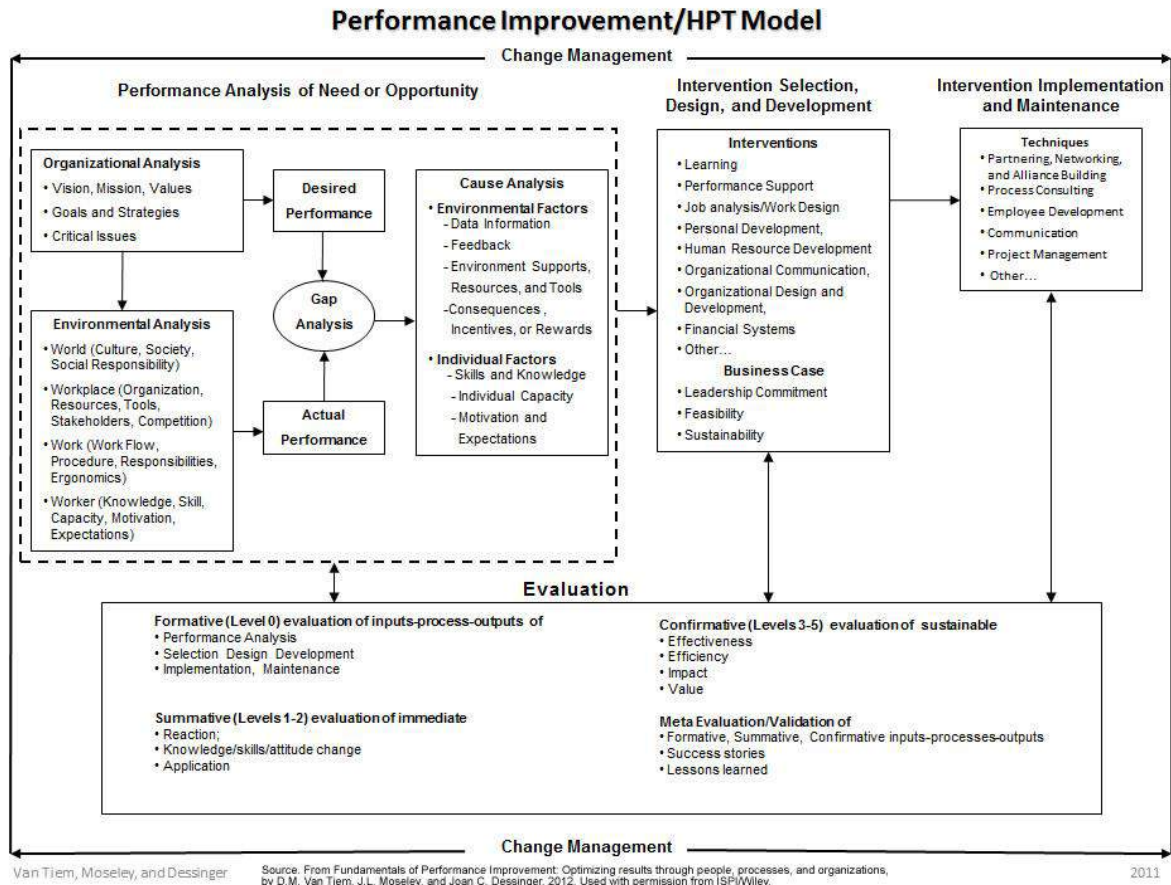 Performance Improvement/HPT Model
Change Management
Performance Analysis of Need or Opportunity
Intervention Selection,
Design, and Development
Intervention Implementation
and Maintenance
Organizational Analysis
• Vision, Mission, Values
• Goals and Strategies
• Critical Issues
Environmental Analysis
• World (Culture, Society,
Social Responsibility)
• Workplace (Organization,
Resources, Tools,
Stakeholders, Competition)
• Work (Work Flow,
Procedure, Responsibilities,
Ergonomics)
• Worker (Knowledge, Skill,
Capacity, Motivation,
Expectations)
Desired
Performance
Gap
Analysis
Actual
Performance
Cause Analysis
• Environmental Factors
- Data Information
- Feedback
- Environment Supports,
Resources, and Tools
-Consequences ,
Incentives, or Rewards
• Individual Factors
- Skills and Knowledge
- Individual Capacity
- Motivation and
Expectations
Interventions
• Learning
• Performance Support
• Job analysis/Work Design
• Personal Development,
• Human Resource Development
• Organizational Communication,
• Organizational Design and
Development,
• Financial Systems
• Other...
Business Case
• Leadership Commitment
• Feasibility
• Sustainability
Techniques
• Partnering, Networking,
and Alliance Building
• Process Consulting
• Employee Development
• Communication
• Project Management
• Other...
Evaluation
Formative (Level 0) evaluation of inputs-process-outputs of
• Performance Analysis
• Selection Design Development
• Implementation, Maintenance
Summative (Levels 1-2) evaluation of immediate
• Reaction;
• Knowledge/skills/attitude change
• Application
Confirmative (Levels 3-5) evaluation of sustainable
• Effectiveness
• Efficiency
• Impact
• Value
Meta Evaluation/Validation of
• Formative, Summative, Confirmative inputs-processes-outputs
• Success stories
• Lessons learned
Change Management
Van Tiem, Moseley, and Dessinger
Source. From Fundamentals of Performance Improvement: Optimizing results through people, processes, and organizations,
by D.M. Van Tiem, J.L. Moseley, and Joan C. Dessinger, 2012. Used with permission from ISPI/Wiley.
2011